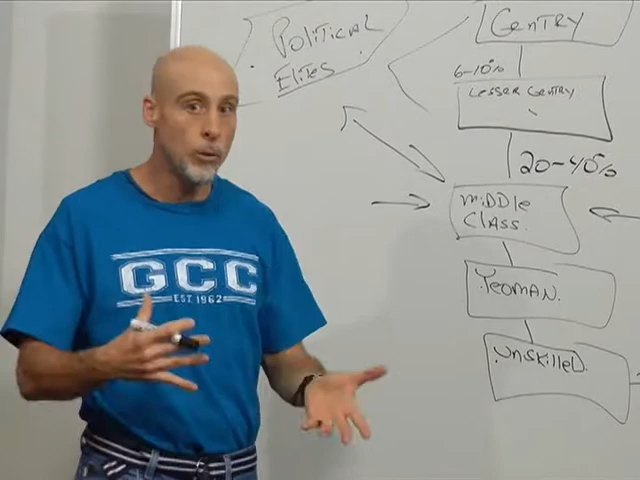 Political
Elites
Gentry
6-10%
Lesser Gentry
20-40%
Middle
Class
Yeoman.
Unskilled.
GCC
EST. 1962